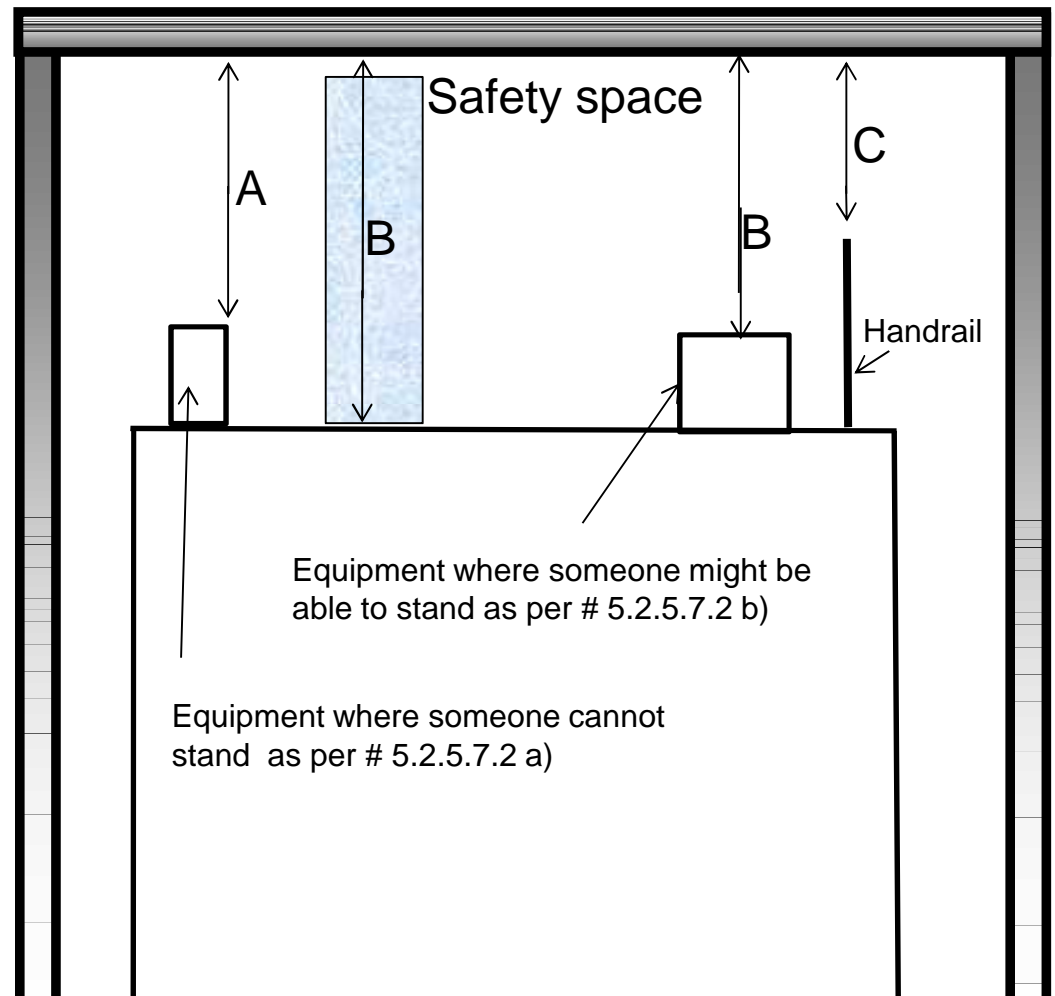 Safety space
A
B
B
C
Handrail
Equipment where someone might be
able to stand as per # 5.2.5.7.2 b)
Equipment where someone cannot
stand  as per # 5.2.5.7.2 a)